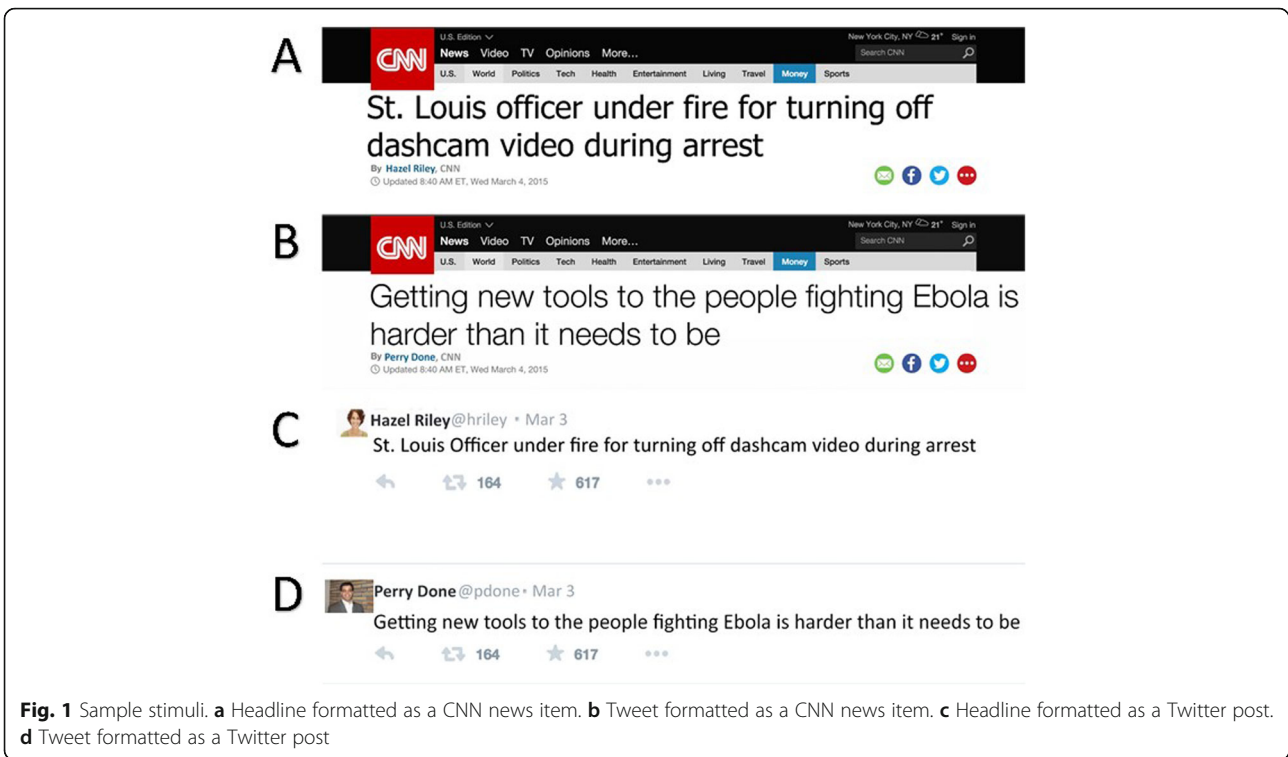 A
CNN
U.S. Edition
New York City, NY 21° Sign in
News Video TV Opinions More...
Search CNN
U.S. World Politics Tech Health Entertainment Living Travel Money Sports
St. Louis officer under fire for turning off
dashcam video during arrest
By Hazel Riley, CNN
Updated 8:40 AM ET, Wed March 4, 2015
B
CNN
U.S. Edition
New York City, NY 21° Sign in
News Video TV Opinions More...
Search CNN
U.S. World Politics Tech Health Entertainment Living Travel Money Sports
Getting new tools to the people fighting Ebola is
harder than it needs to be
By Perry Done, CNN
Updated 8:40 AM ET, Wed March 4, 2015
C
Hazel Riley@hriley • Mar 3
St. Louis Officer under fire for turning off dashcam video during arrest
164 617
D
Perry Done@pdone• Mar 3
Getting new tools to the people fighting Ebola is harder than it needs to be
164 617
Fig. 1 Sample stimuli. a Headline formatted as a CNN news item. b Tweet formatted as a CNN news item. c Headline formatted as a Twitter post.
d Tweet formatted as a Twitter post